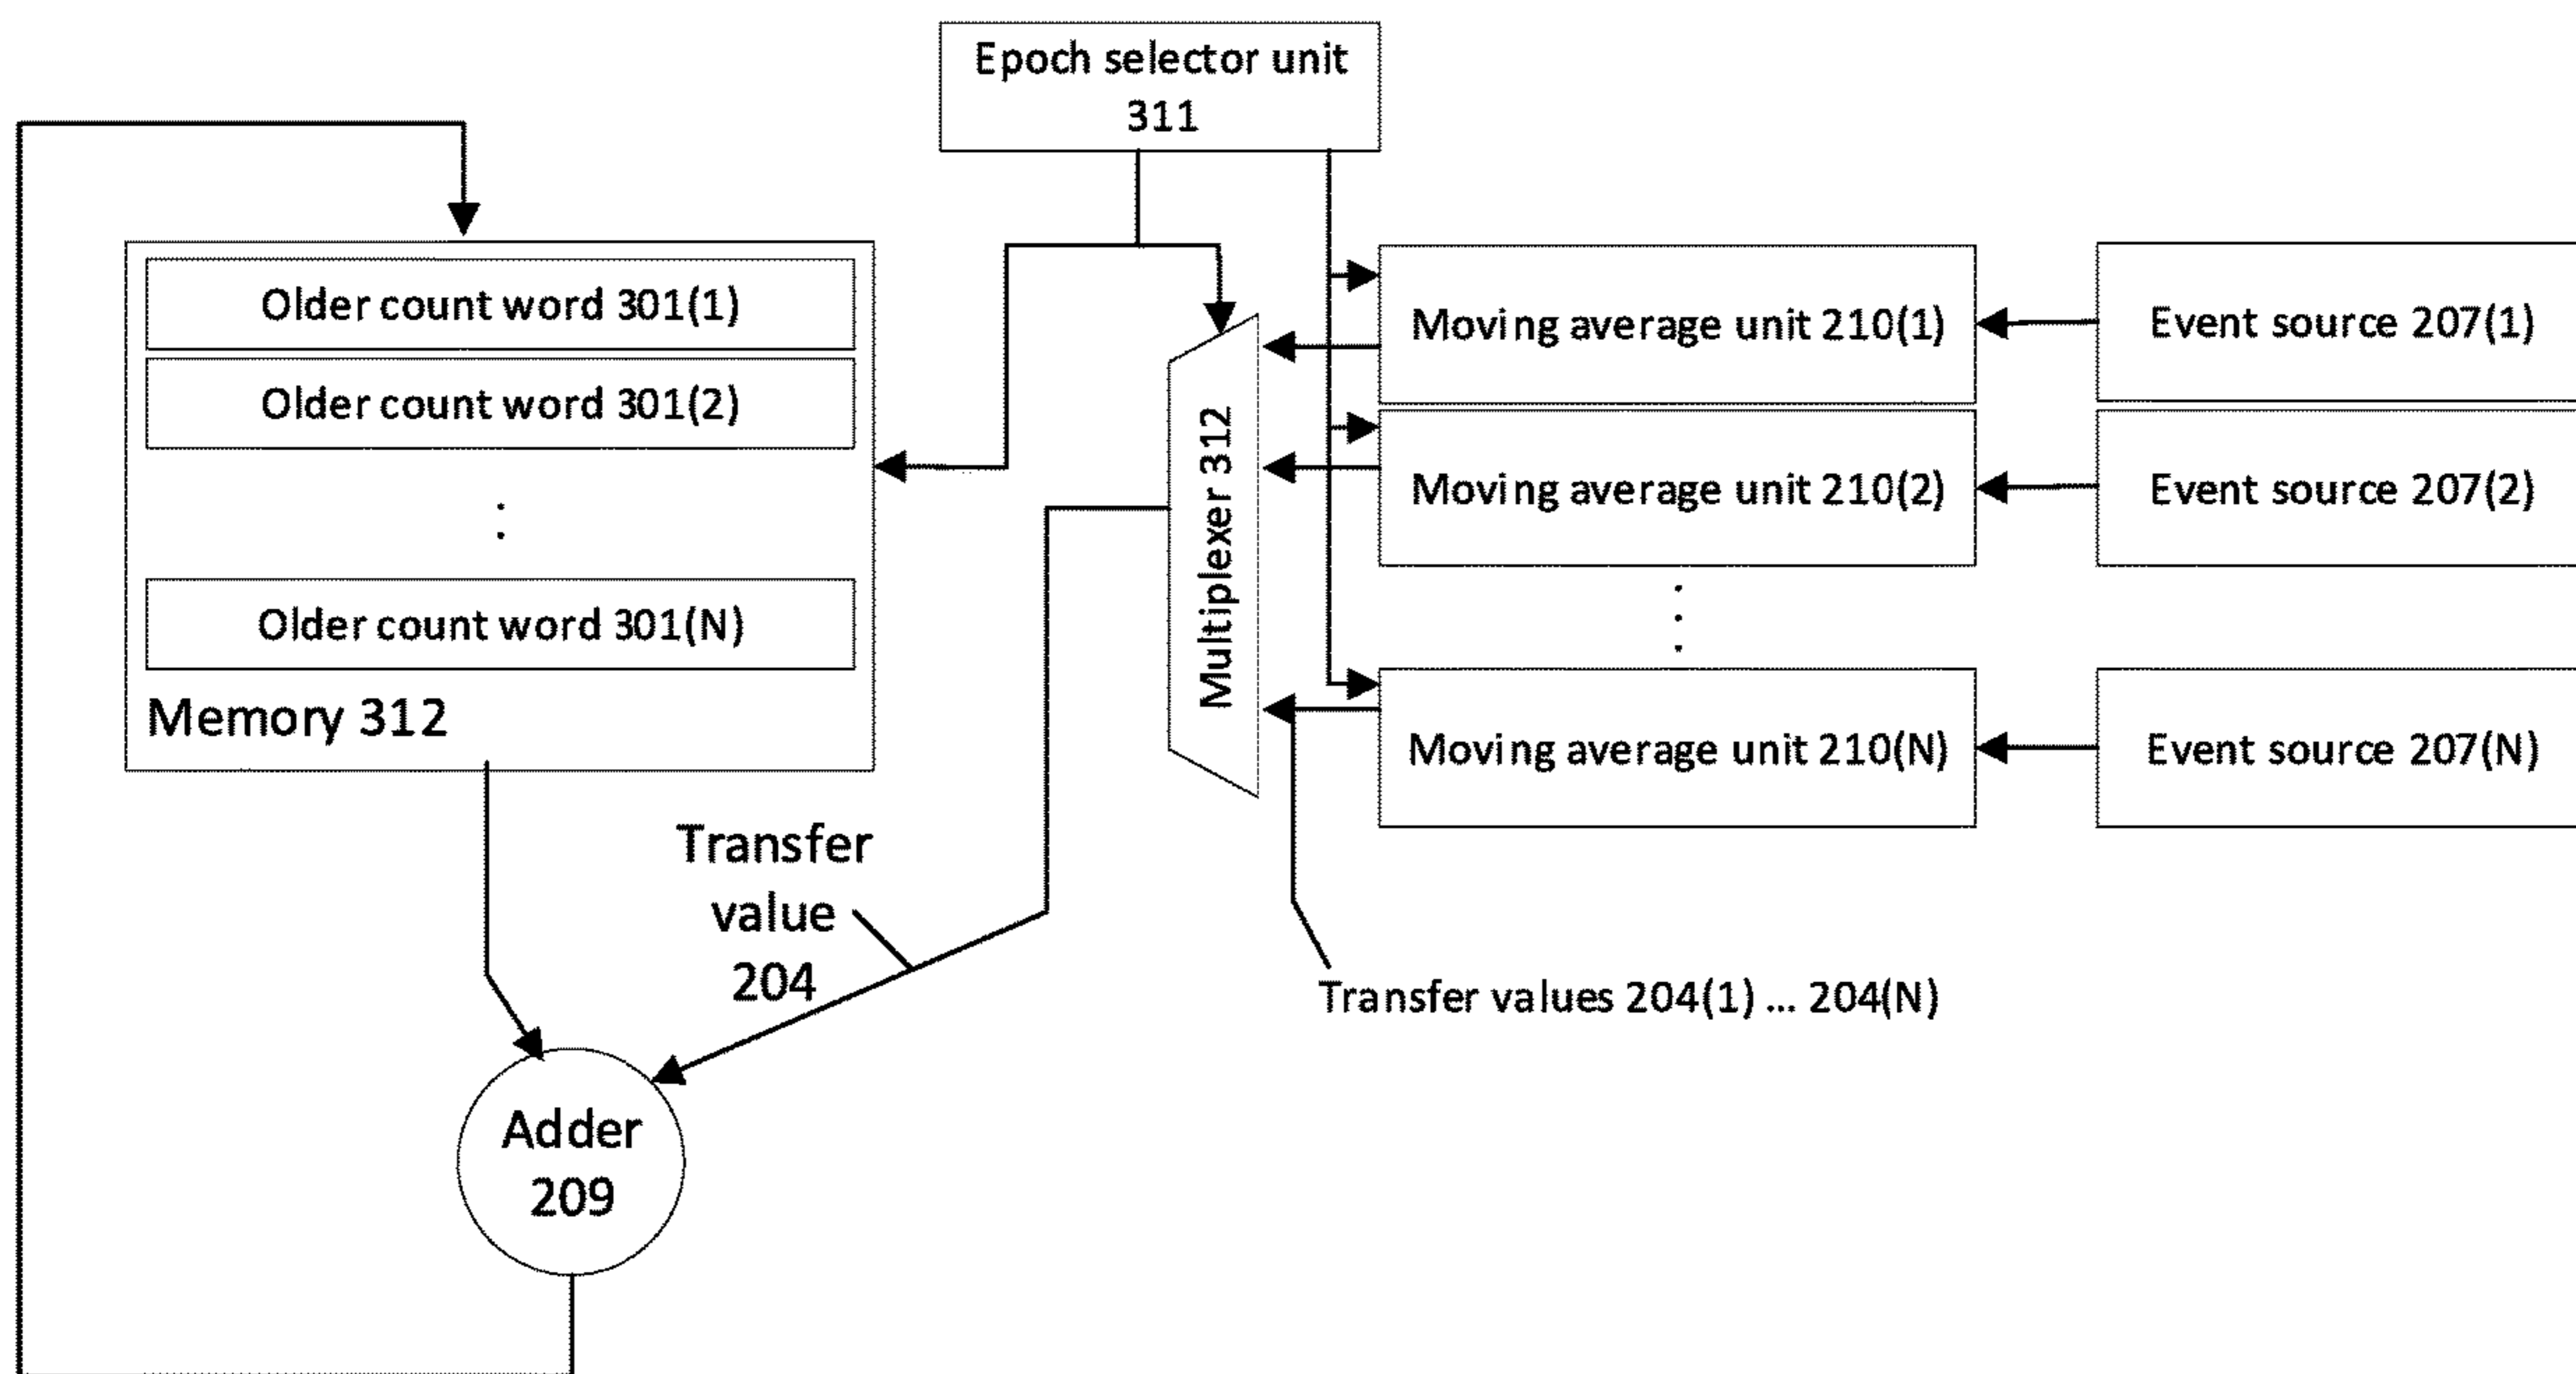 Epoch selector unit
311
Older count word 301(1)
Older count word 301(2)
:
Older count word 301(N)
Memory 312
Multiplexer 312
Moving average unit 210(1)
Event source 207(1)
Moving average unit 210(2)
Event source 207(2)
⋮
Moving average unit 210(N)
Event source 207(N)
Transfer
value
204
Transfer values 204(1) ... 204(N)
Adder
209